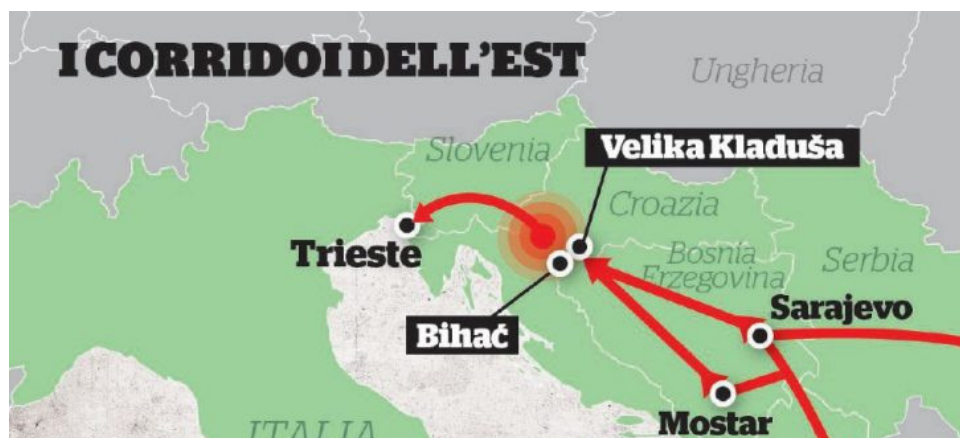 I CORRIDOI DELL'EST
Ungheria
Slovenia
Velika Kladuša
Croazia
Trieste
Bosnia
Erzegovina
Serbia
Bihać
Sarajevo
Mostar
ITALIA